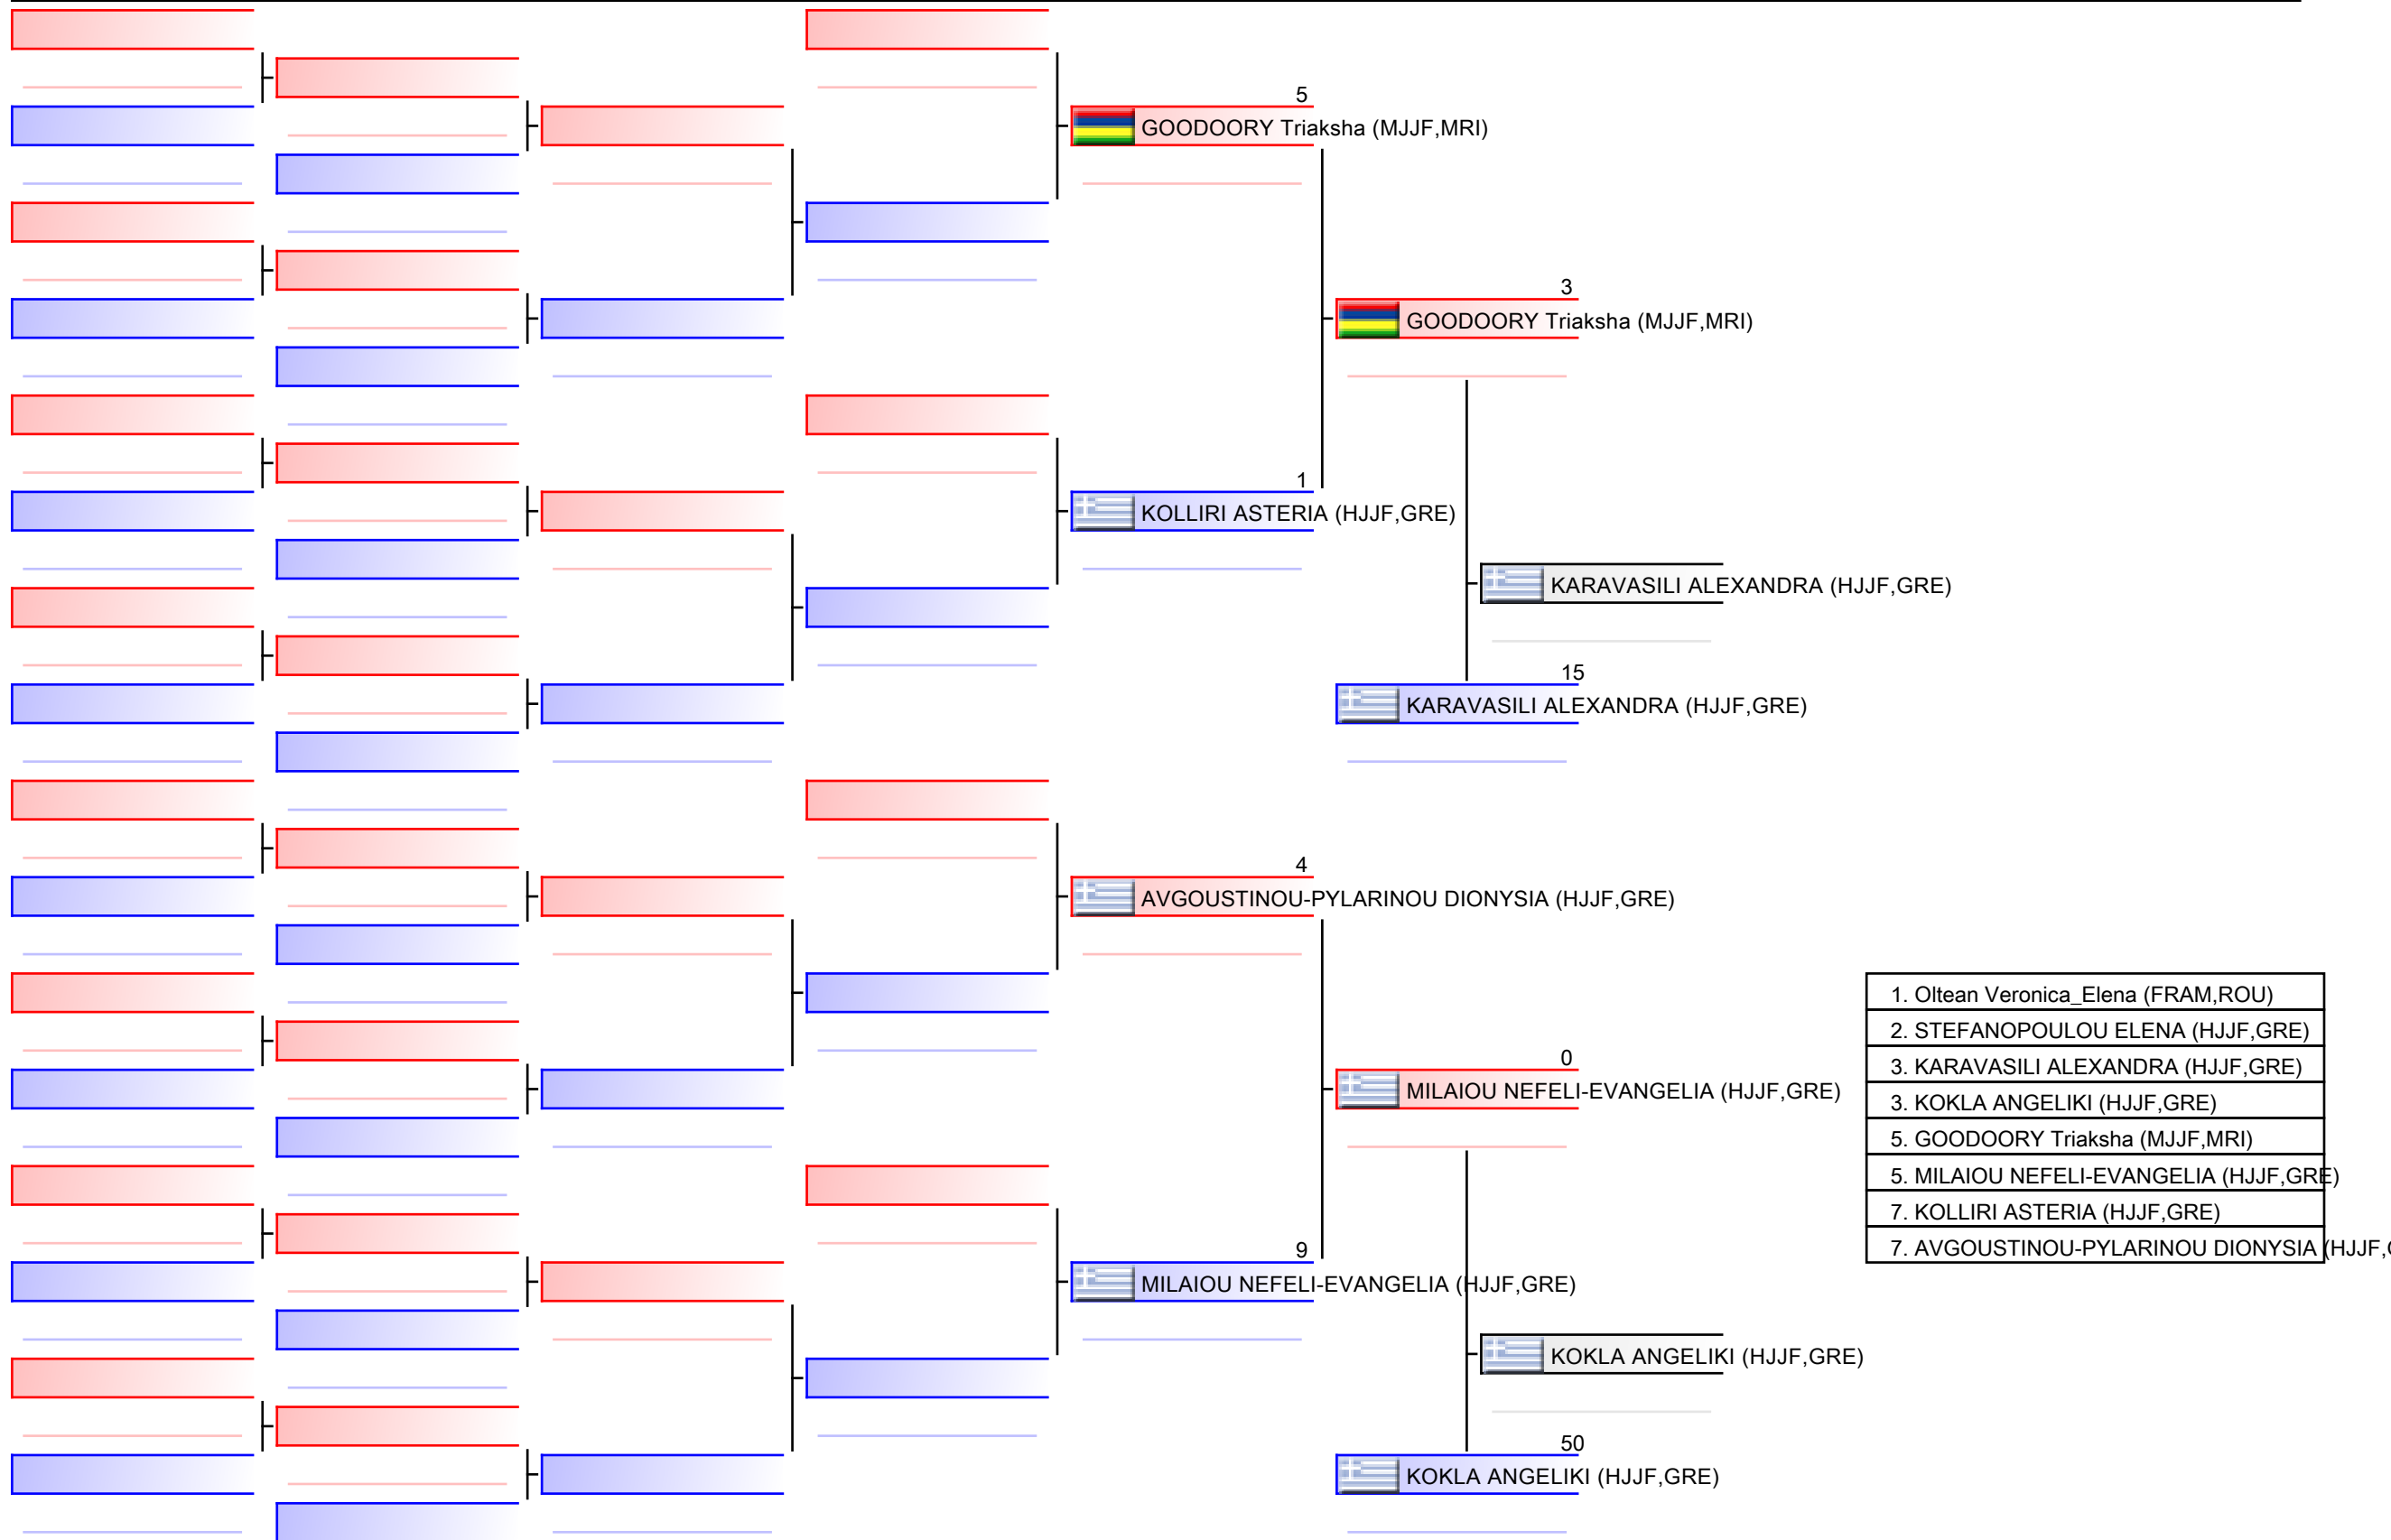 5
GOODOORY Triaksha (MJJF,MRI)
3
GOODOORY Triaksha (MJJF,MRI)
1
KOLLIRI ASTERIA (HJJF,GRE)
KARAVASILI ALEXANDRA (HJJF,GRE)
15
KARAVASILI ALEXANDRA (HJJF,GRE)
4
AVGOUSTINOU-PYLARINOU DIONYSIA (HJJF,GRE)
0
MILAIOU NEFELI-EVANGELIA (HJJF,GRE)
9
MILAIOU NEFELI-EVANGELIA (HJJF,GRE)
KOKLA ANGELIKI (HJJF,GRE)
50
KOKLA ANGELIKI (HJJF,GRE)
1. Oltean Veronica_Elena (FRAM,ROU)
2. STEFANOPOULOU ELENA (HJJF,GRE)
3. KARAVASILI ALEXANDRA (HJJF,GRE)
3. KOKLA ANGELIKI (HJJF,GRE)
5. GOODOORY Triaksha (MJJF,MRI)
5. MILAIOU NEFELI-EVANGELIA (HJJF,GRE)
7. KOLLIRI ASTERIA (HJJF,GRE)
7. AVGOUSTINOU-PYLARINOU DIONYSIA (HJJF,